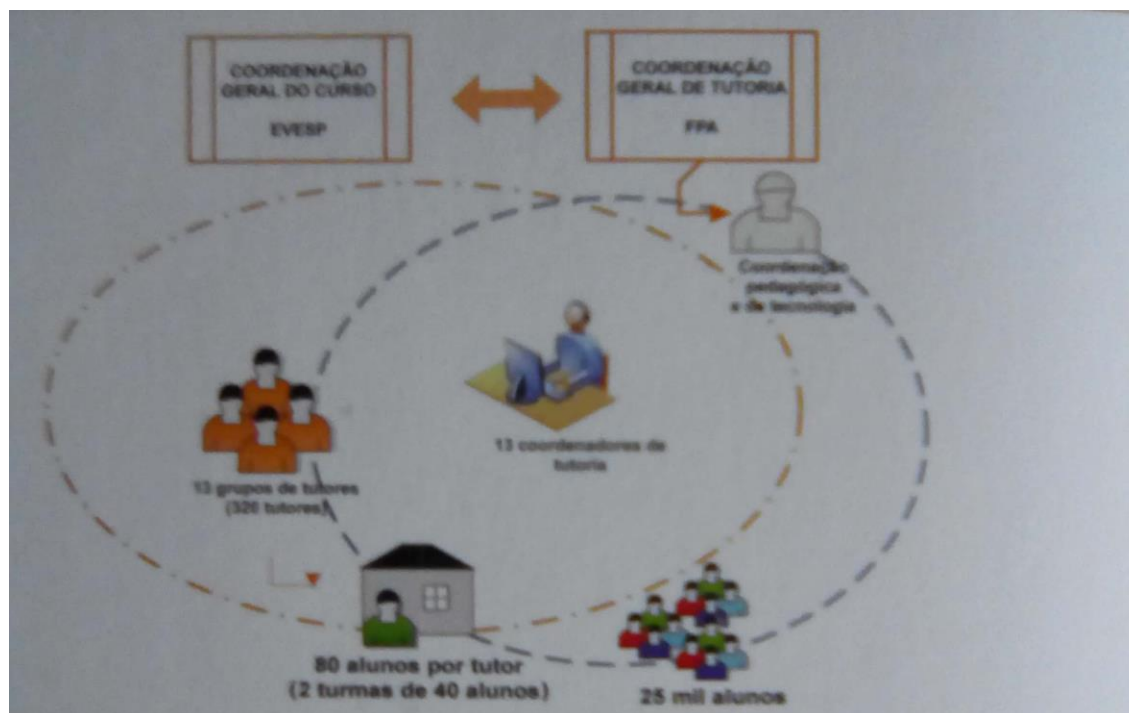 COORDENAÇÃO
GERAL DO CURSO
EVESP
COORDENAÇÃO
GERAL DE TUTORIA
FPA
Coordenação
pedagógica
e de tecnologia
13 coordenadores de
tutoria
13 grupos de tutores
(326 tutores)
80 alunos por tutor
(2 turmas de 40 alunos)
25 mil alunos